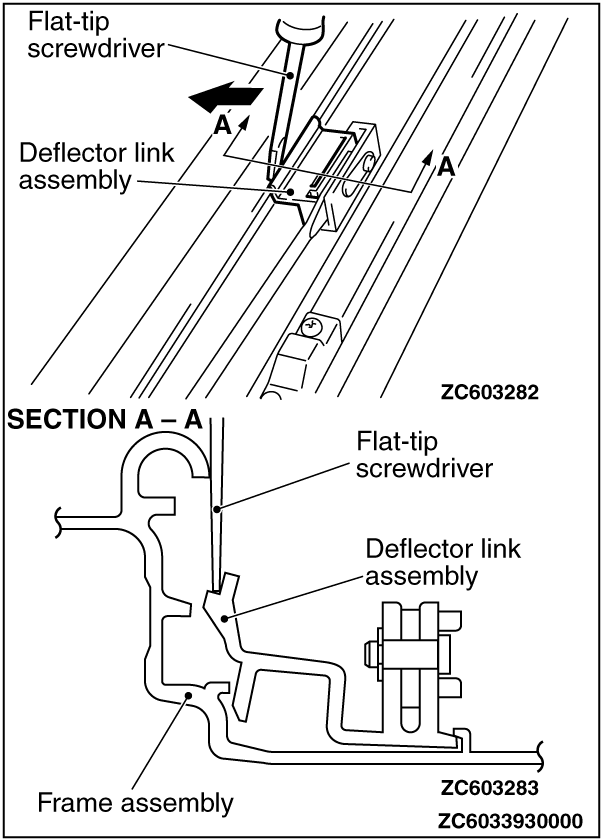 Flat-tip
screwdriver
A
Deflector link
assembly
A
ZC603282
SECTION A – A
Flat-tip
screwdriver
Deflector link
assembly
ZC603283
Frame assembly
ZC6033930000